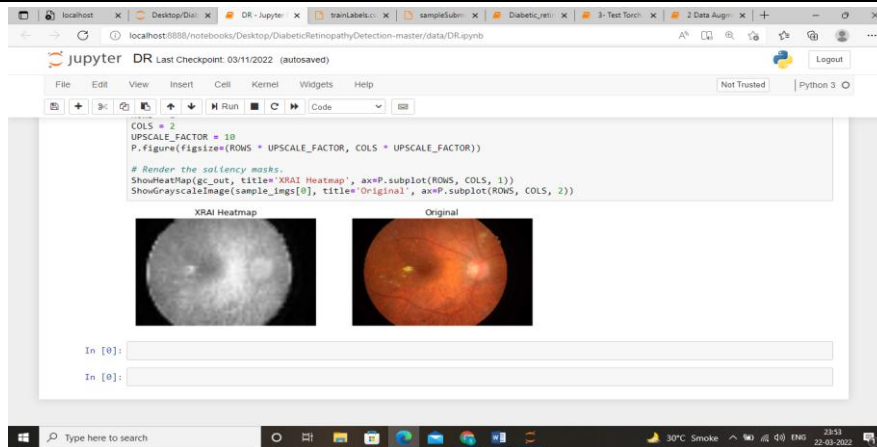 localhost
Desktop/Diab
DR - Jupyter
trainLabels.cs
sampleSubm
Diabetic_reti
3- Test Torch
2 Data Augm
localhost:8888/notebooks/Desktop/DiabeticRetinopathyDetection-master/data/DR.ipynb
jupyter DR Last Checkpoint: 03/11/2022 (autosaved)
Logout
File Edit View Insert Cell Kernel Widgets Help
Not Trusted
Python 3
Run
Code
COLS = 2
UPSCALE_FACTOR = 10
P.figure(figsize=(ROWS * UPSCALE_FACTOR, COLS * UPSCALE_FACTOR))
# Render the saliency masks.
ShowHeatMap(gc_out, title='XRAI Heatmap', ax=P.subplot(ROWS, COLS, 1))
ShowGrayscaleImage(sample_imgs[0], title='Original', ax=P.subplot(ROWS, COLS, 2))
XRAI Heatmap
Original
In [0]:
In [0]:
Type here to search
30°C Smoke
ENG
23:53
22-03-2022